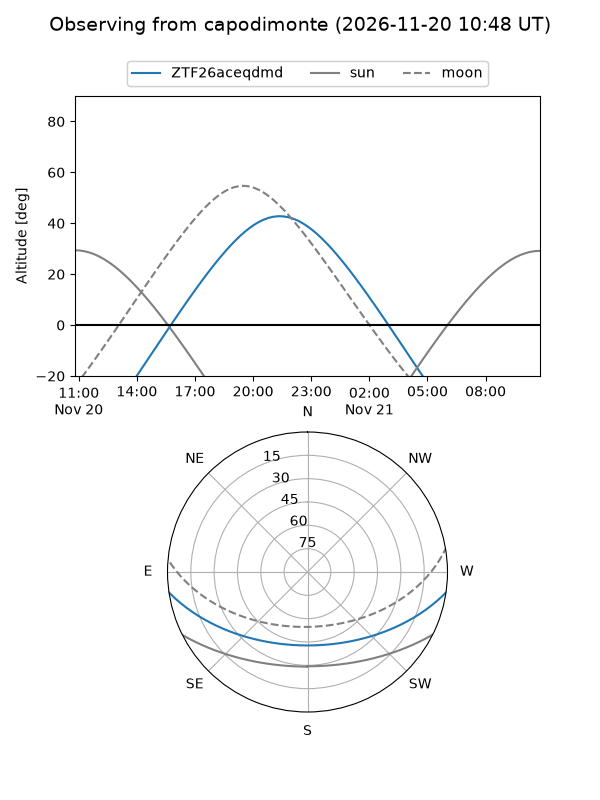 Observing from capodimonte (2026-11-20 10:48 UT)
ZTF26aceqdmd sun moon
80
60
40
20
0
−20
Altitude [deg]
11:00 14:00 17:00 20:00 23:00 02:00 05:00 08:00
Nov 20 Nov 21
N
NE NW
15
30
45
60
75
E W
SE SW
S